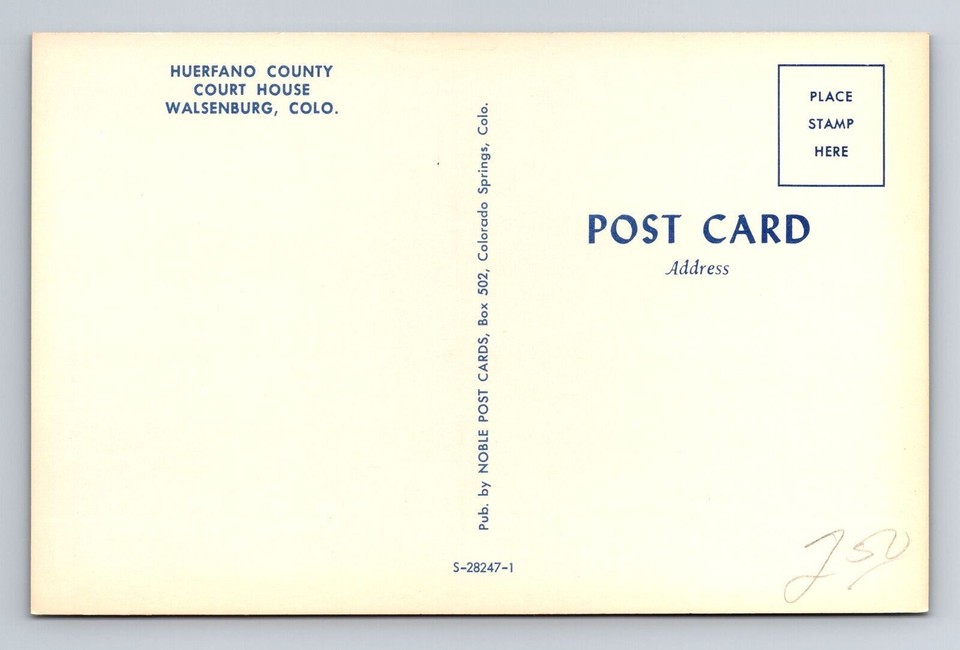 HUERFANO COUNTY
COURT HOUSE
WALSENBURG, COLO.
Pub. by NOBLE POST CARDS, Box 502, Colorado Springs, Colo.
S-28247-1
PLACE
STAMP
HERE
POST CARD
Address
250